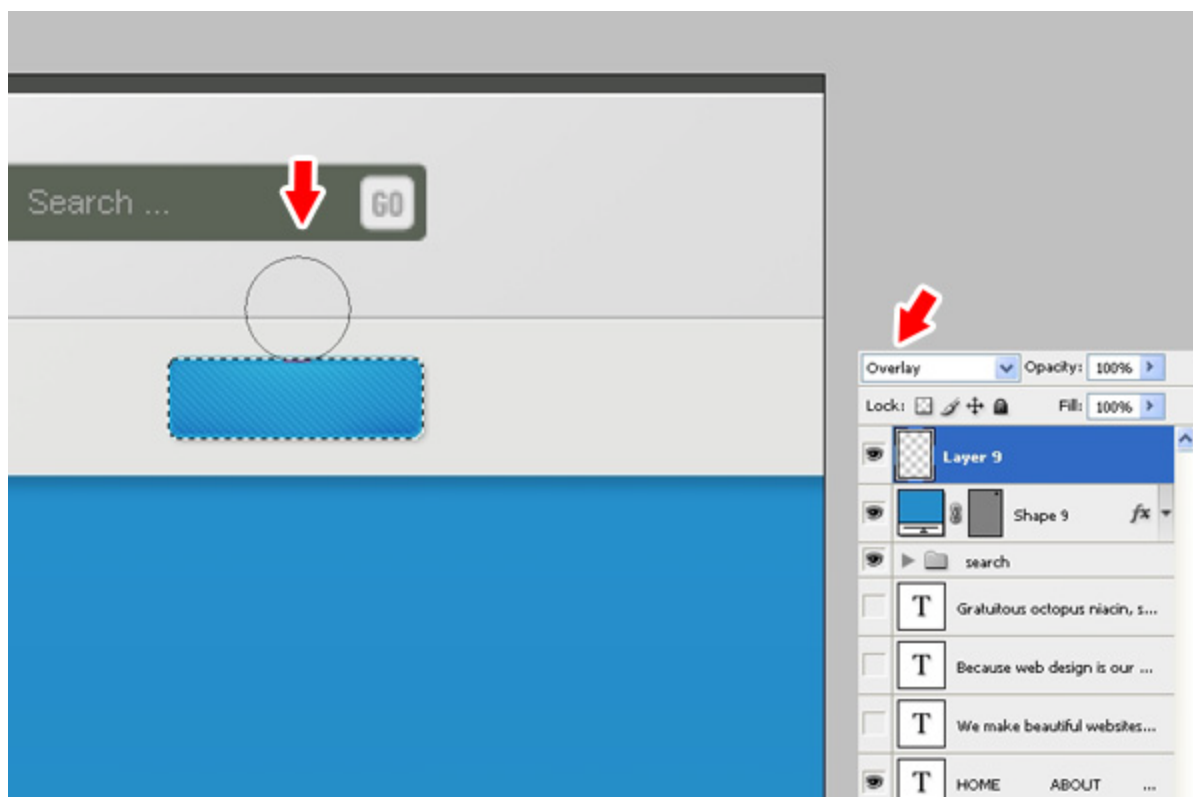 Search ...
GO
Overlay
Opacity: 100%
Lock:
Fill: 100%
Layer 9
Shape 9
fx
search
T
Gratuitous octopus niacin, s...
T
Because web design is our ...
T
We make beautiful websites...
T
HOME ABOUT ...